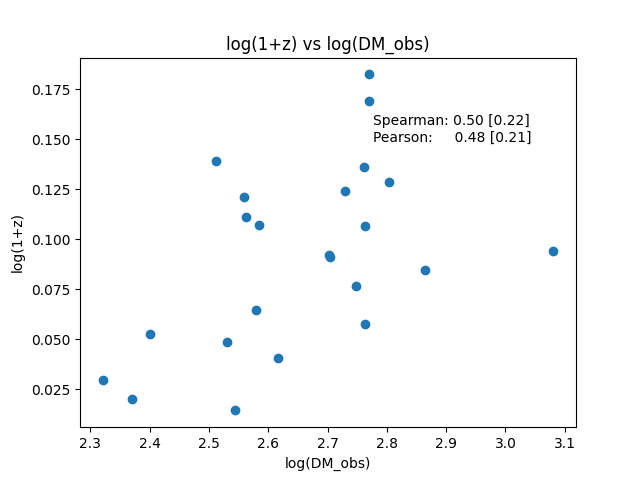 log(1+z) vs log(DM_obs)
0.175
Spearman: 0.50 [0.22]
0.150
Pearson: 0.48 [0.21]
0.125
0.100
0.075
0.050
0.025
log(1+z)
2.3 2.4 2.5 2.6 2.7 2.8 2.9 3.0 3.1
log(DM_obs)